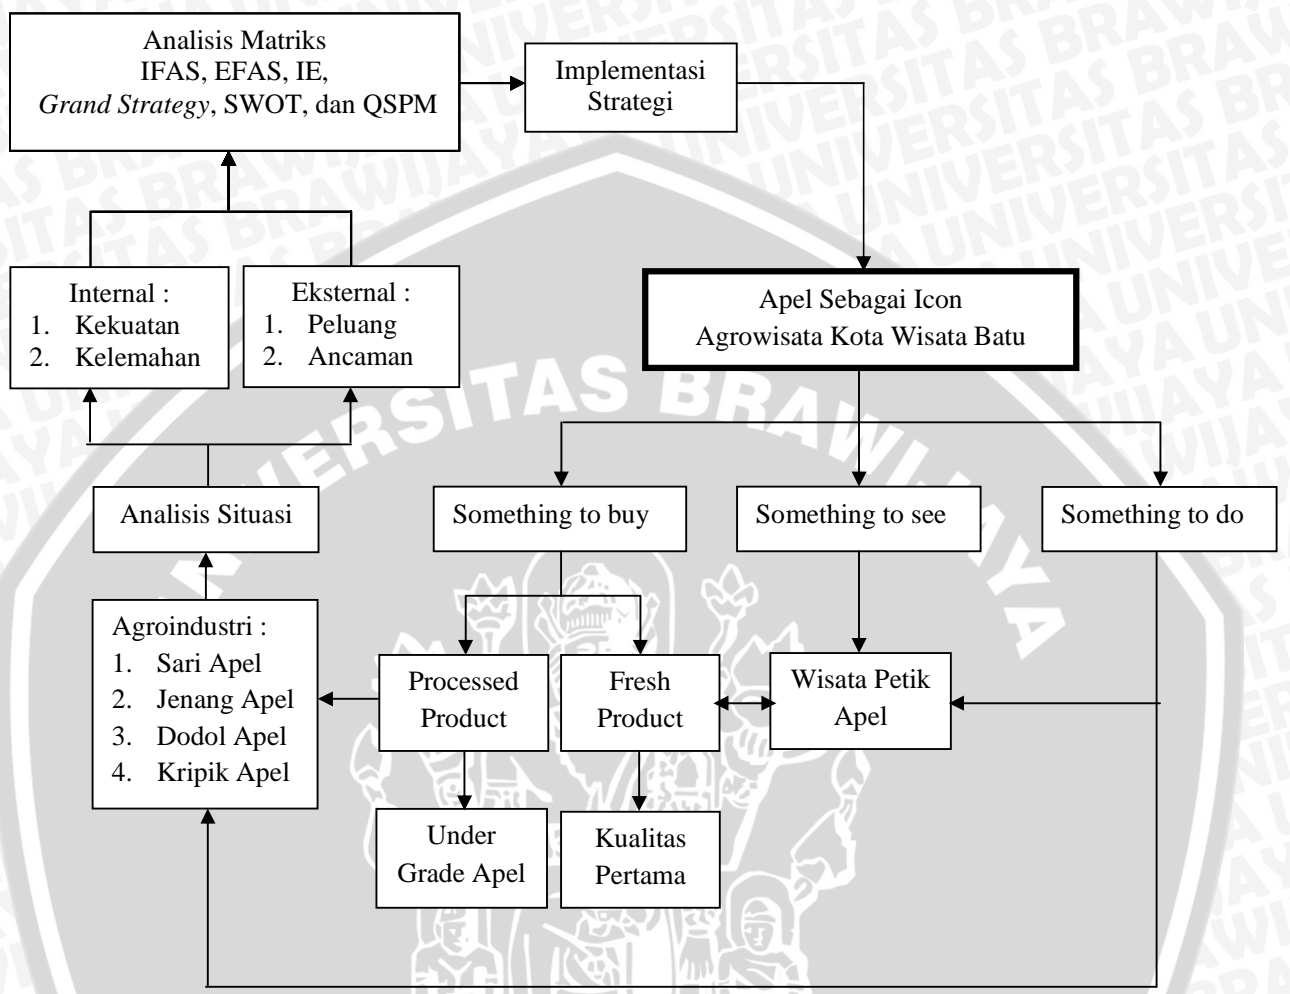 Analisis Matriks
IFAS, EFAS, IE,
Grand Strategy, SWOT, dan QSPM
Implementasi
Strategi
Internal :
1. Kekuatan
2. Kelemahan
Eksternal :
1. Peluang
2. Ancaman
Apel Sebagai Icon
Agrowisata Kota Wisata Batu
Analisis Situasi
Something to buy
Something to see
Something to do
Agroindustri :
1. Sari Apel
2. Jenang Apel
3. Dodol Apel
4. Kripik Apel
Processed
Product
Fresh
Product
Wisata Petik
Apel
Under
Grade Apel
Kualitas
Pertama
UNIVERSITAS BRAWIJAYA